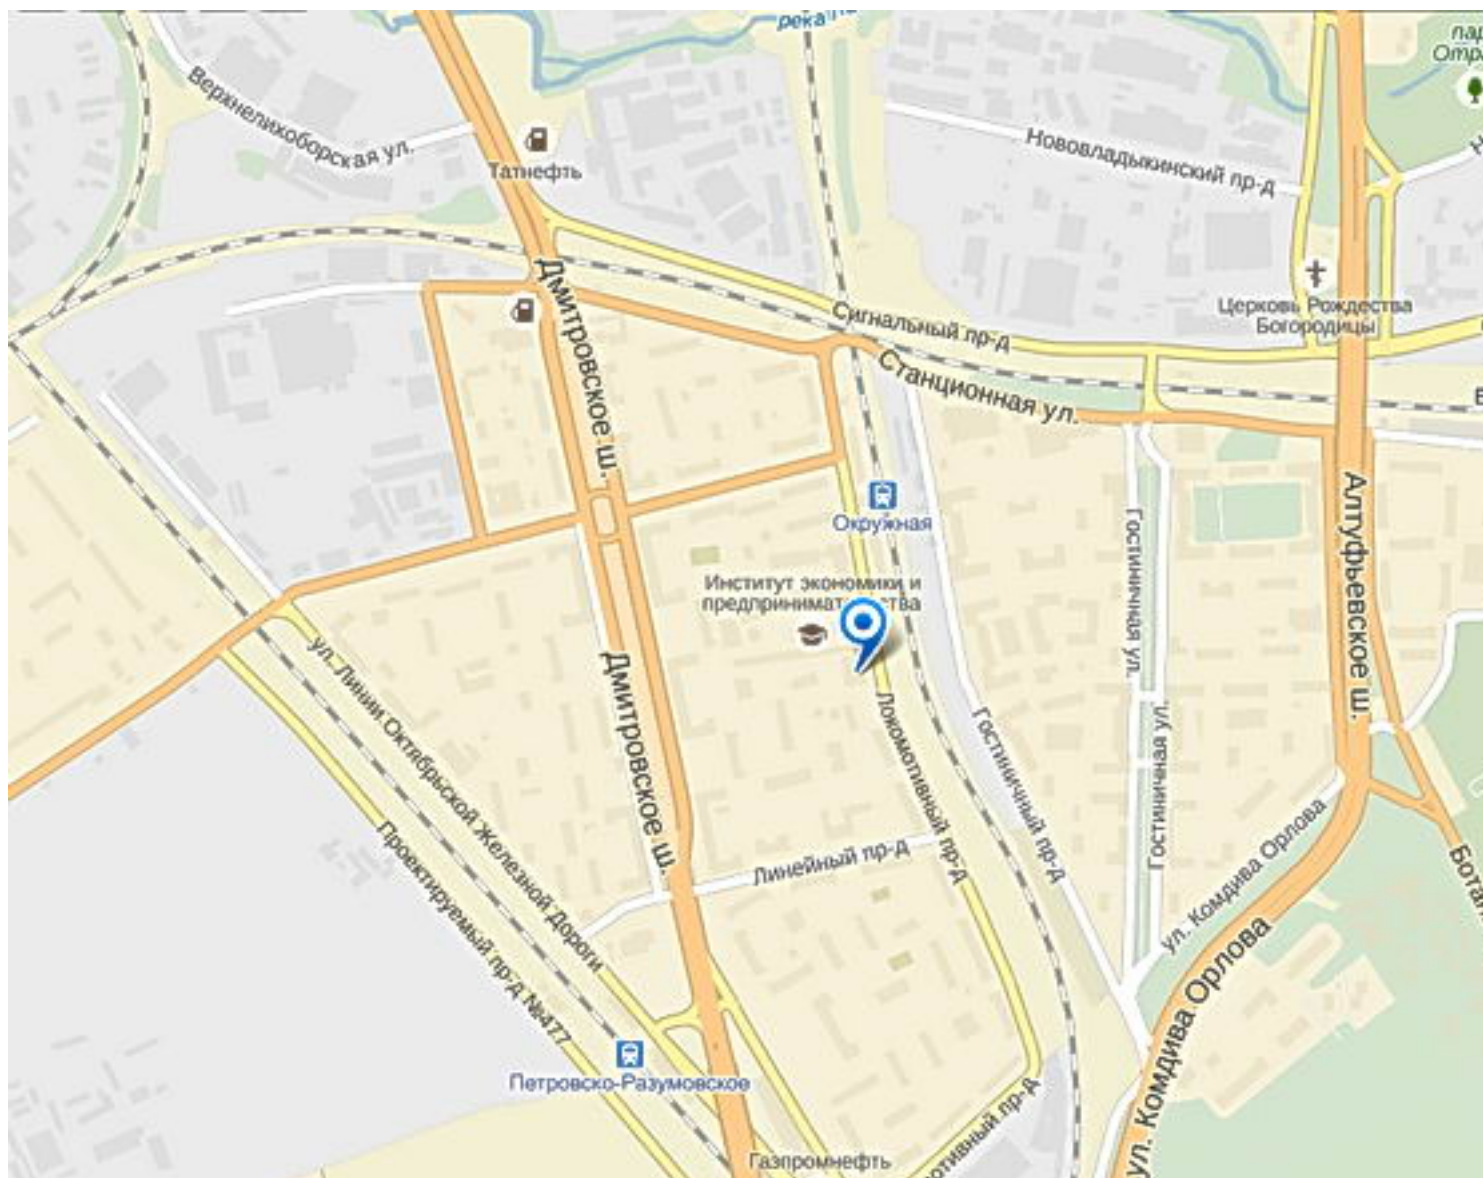 река
Верхнелихоборская ул.
Татнефть
Нововладыкинский пр-д
Церковь Рождества
Богородицы
Дмитровское ш.
Сигнальный пр-д
Станционная ул.
Окружная
Алтуфьевское ш.
Гостиничная ул.
Институт экономики и
ул. Линии Октябрьской Железной Дороги
Дмитровское ш.
Локомотивный пр-д
Гостиничный пр-д
Гостиничная ул.
Проектируемый пр-д №477
Линейный пр-д
ул. Комдива Орлова
ул. Комдива Орлова
Петровско-Разумовское
Газпромнефть
пр-д